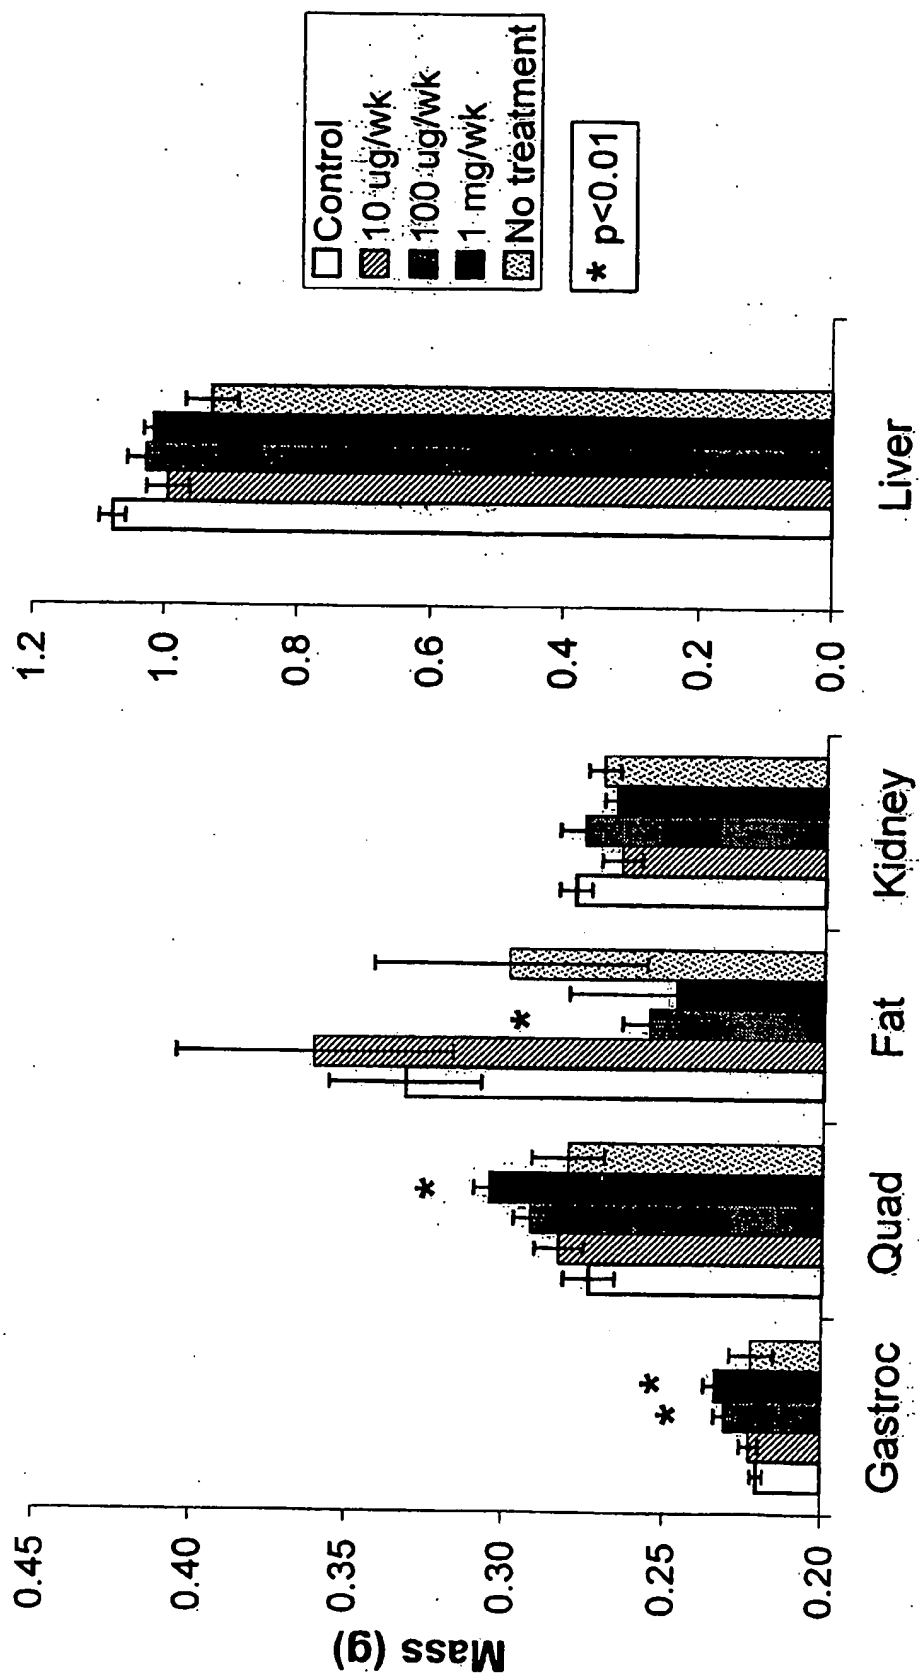 Mass (g)
0.45
0.40
0.35
0.30
0.25
0.20
*
*
*
*
Gastroc
Quad
Fat
Kidney
1.2
1.0
0.8
0.6
0.4
0.2
0.0
Liver
Control
10 ug/wk
100 ug/wk
1 mg/wk
No treatment
* p<0.01